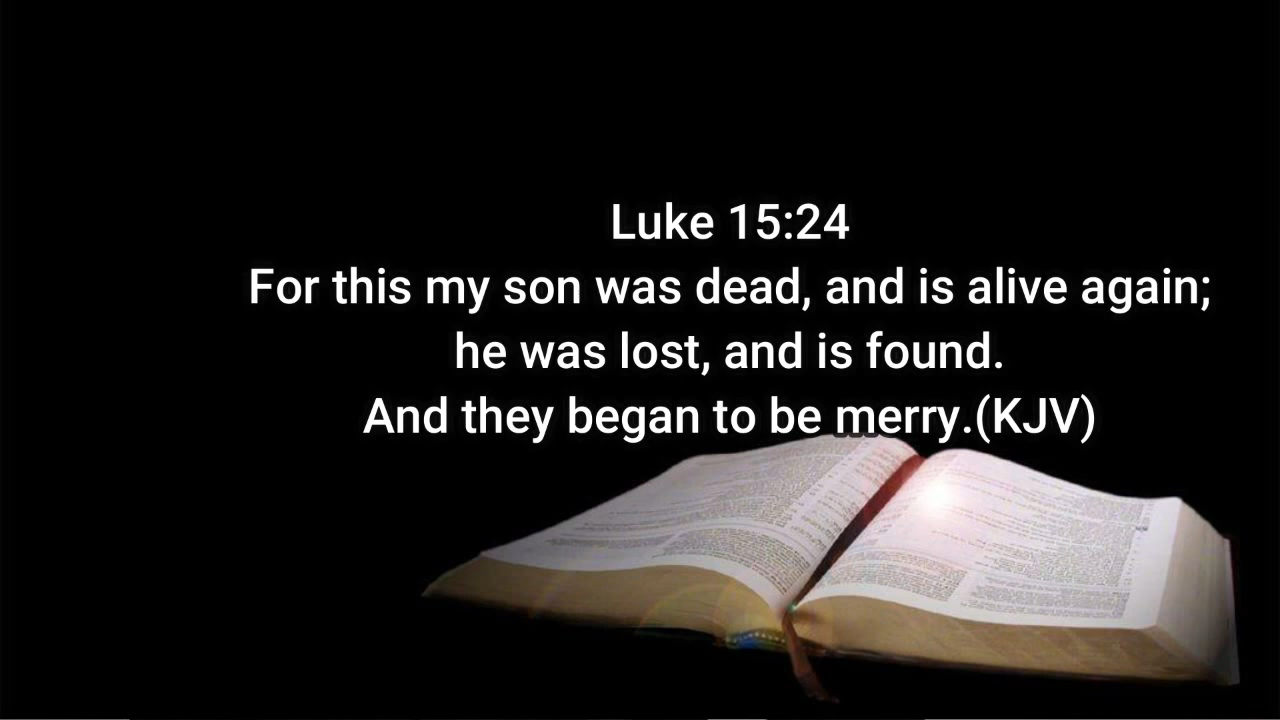 Luke 15:24
For this my son was dead, and is alive again;
he was lost, and is found.
And they began to be merry.(KJV)